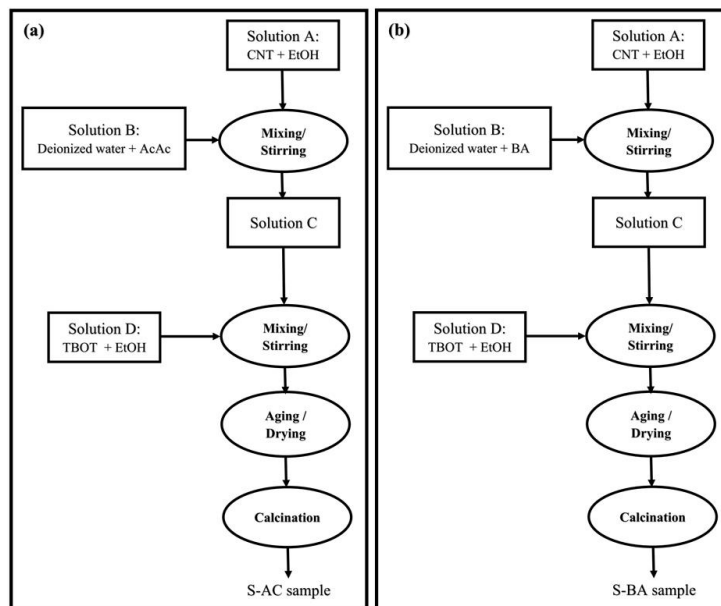 (a)
Solution A:
CNT + EtOH
Solution B:
Deionized water + AcAc
Mixing/
Stirring
Solution C
Solution D:
TBOT + EtOH
Mixing/
Stirring
Aging /
Drying
Calcination
S-AC sample
(b)
Solution A:
CNT + EtOH
Solution B:
Deionized water + BA
Mixing/
Stirring
Solution C
Solution D:
TBOT + EtOH
Mixing/
Stirring
Aging /
Drying
Calcination
S-BA sample